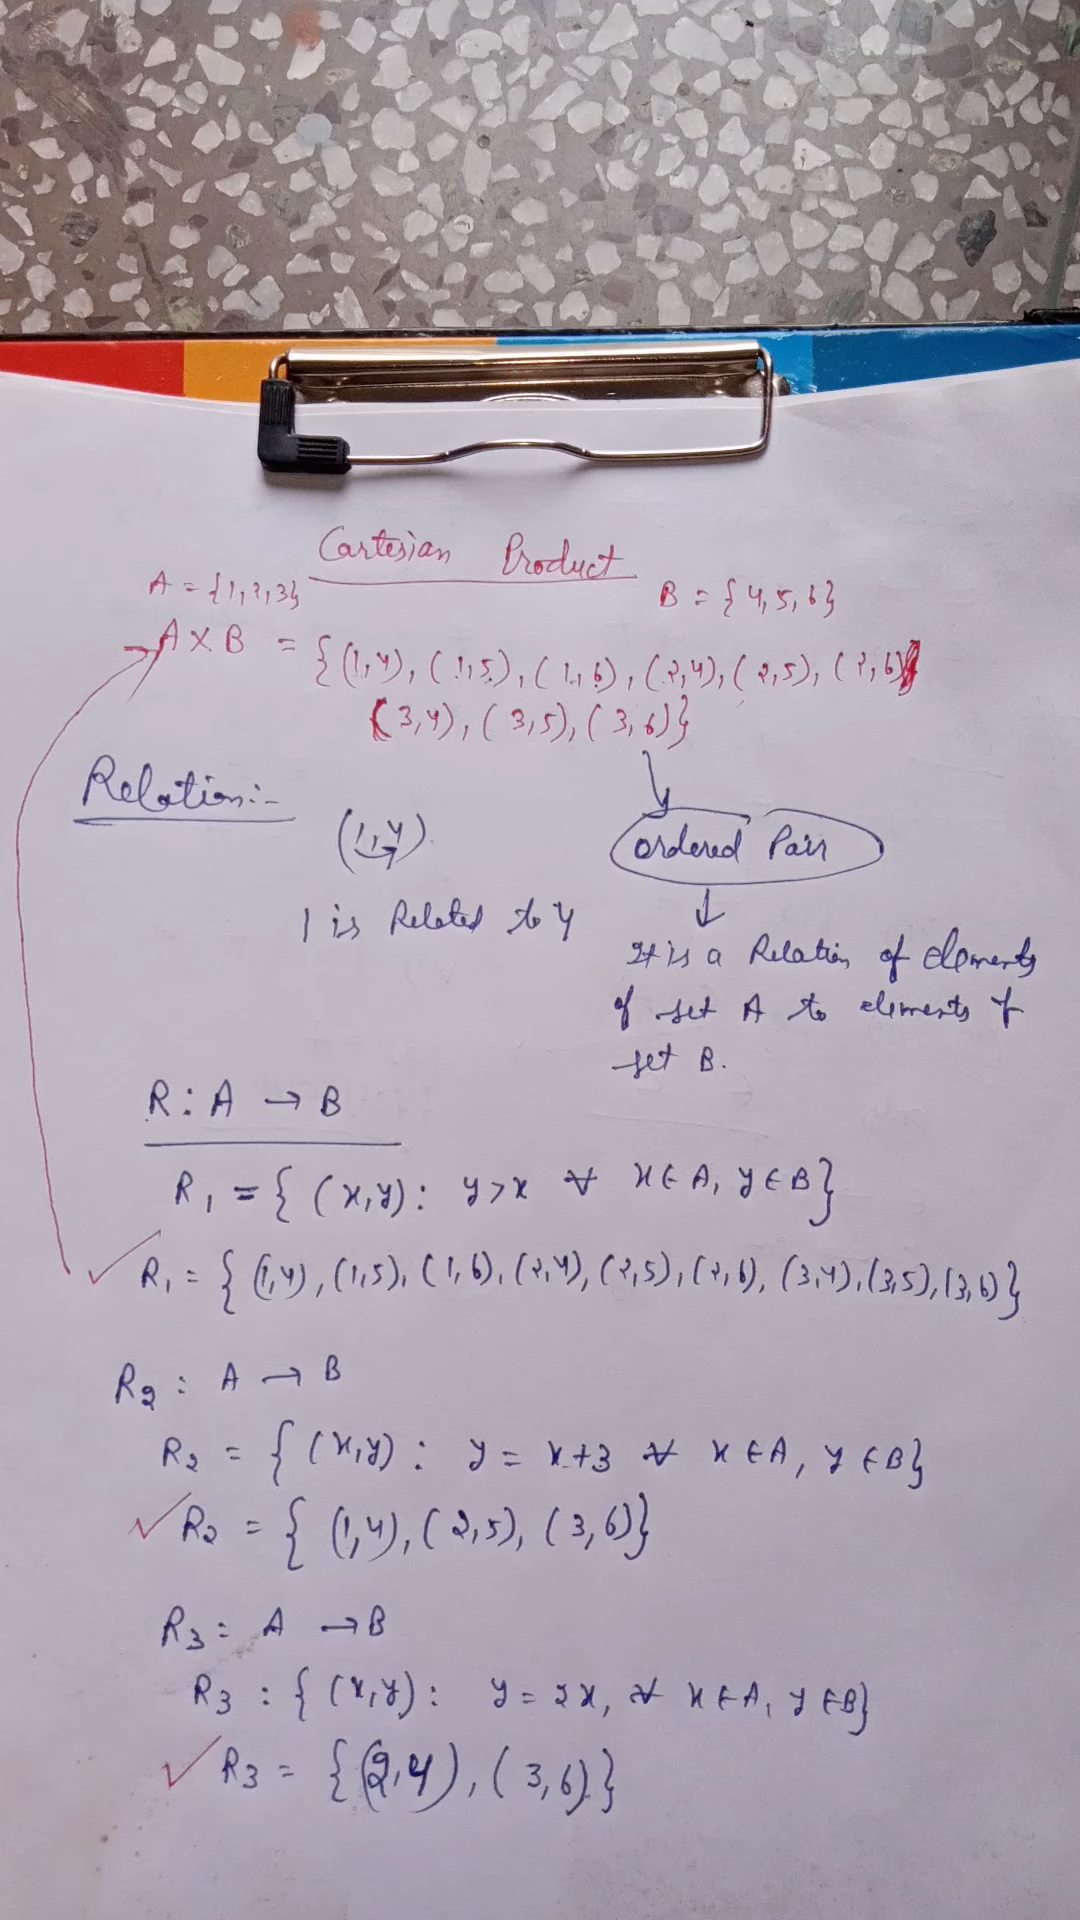 Cartesian Product
A = {1,2,3}
B = {4,5,6}
A X B = {(1,4), (1,5), (1,6), (2,4), (2,5), (2,6)
(3,4), (3,5), (3,6)}
Relation:-
(1,4)
ordered Pair
1 is Related to 4
It is a Relation of elements
of set A to elements of
set B.
R : A → B
R₁ = { (x,y) : y>x ∀ x∈A, y∈B}
R₁ = { (1,4), (1,5), (1,6), (2,4), (2,5), (2,6), (3,4), (3,5), (3,6)}
R₂ : A → B
R₂ = { (x,y) : y = x+3 ∀ x∈A, y∈B}
R₂ = { (1,4), (2,5), (3,6)}
R₃ : A → B
R₃ : { (x,y) : y = 2x, ∀ x∈A, y∈B}
R₃ = { (2,4), (3,6)}